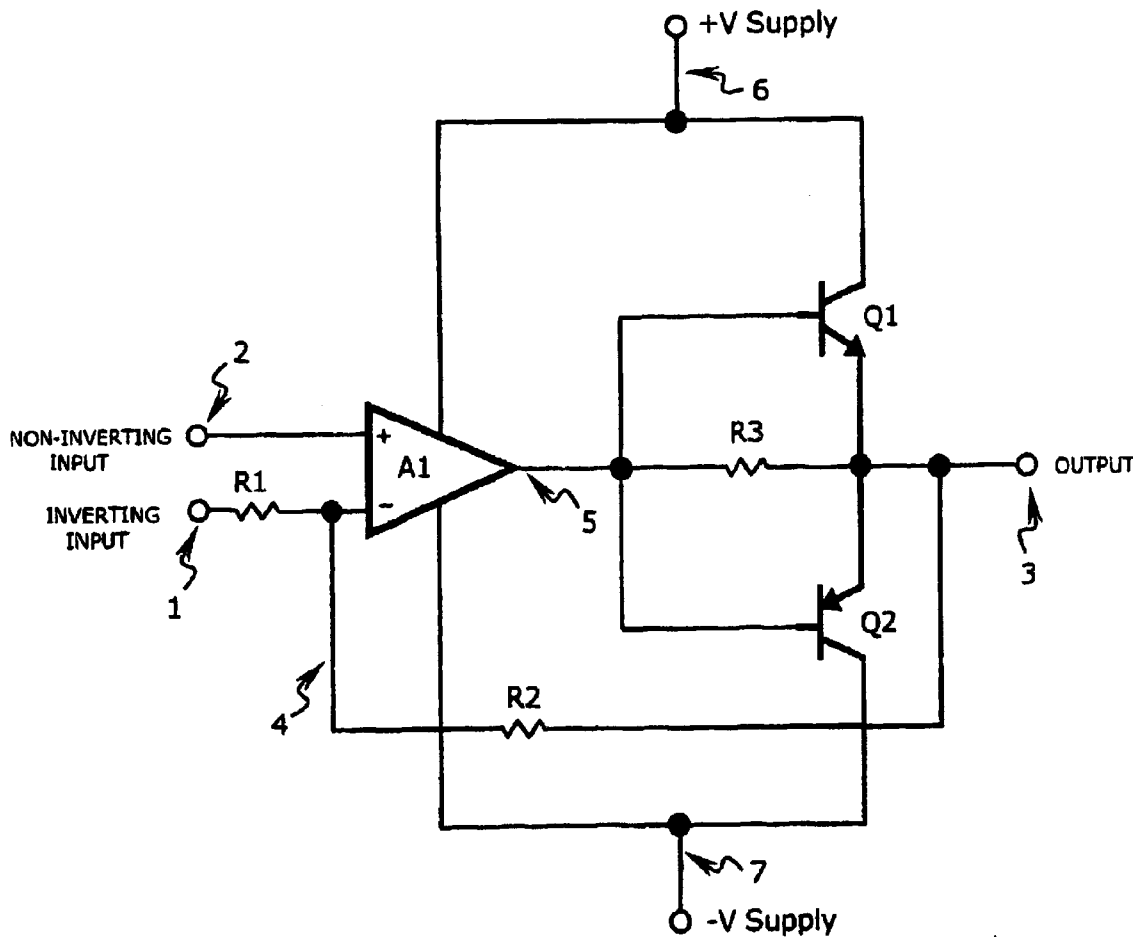 +V Supply
6
Q1
2
NON-INVERTING
INPUT
+
A1
R3
OUTPUT
R1
−
5
INVERTING
INPUT
1
3
Q2
4
R2
7
-V Supply